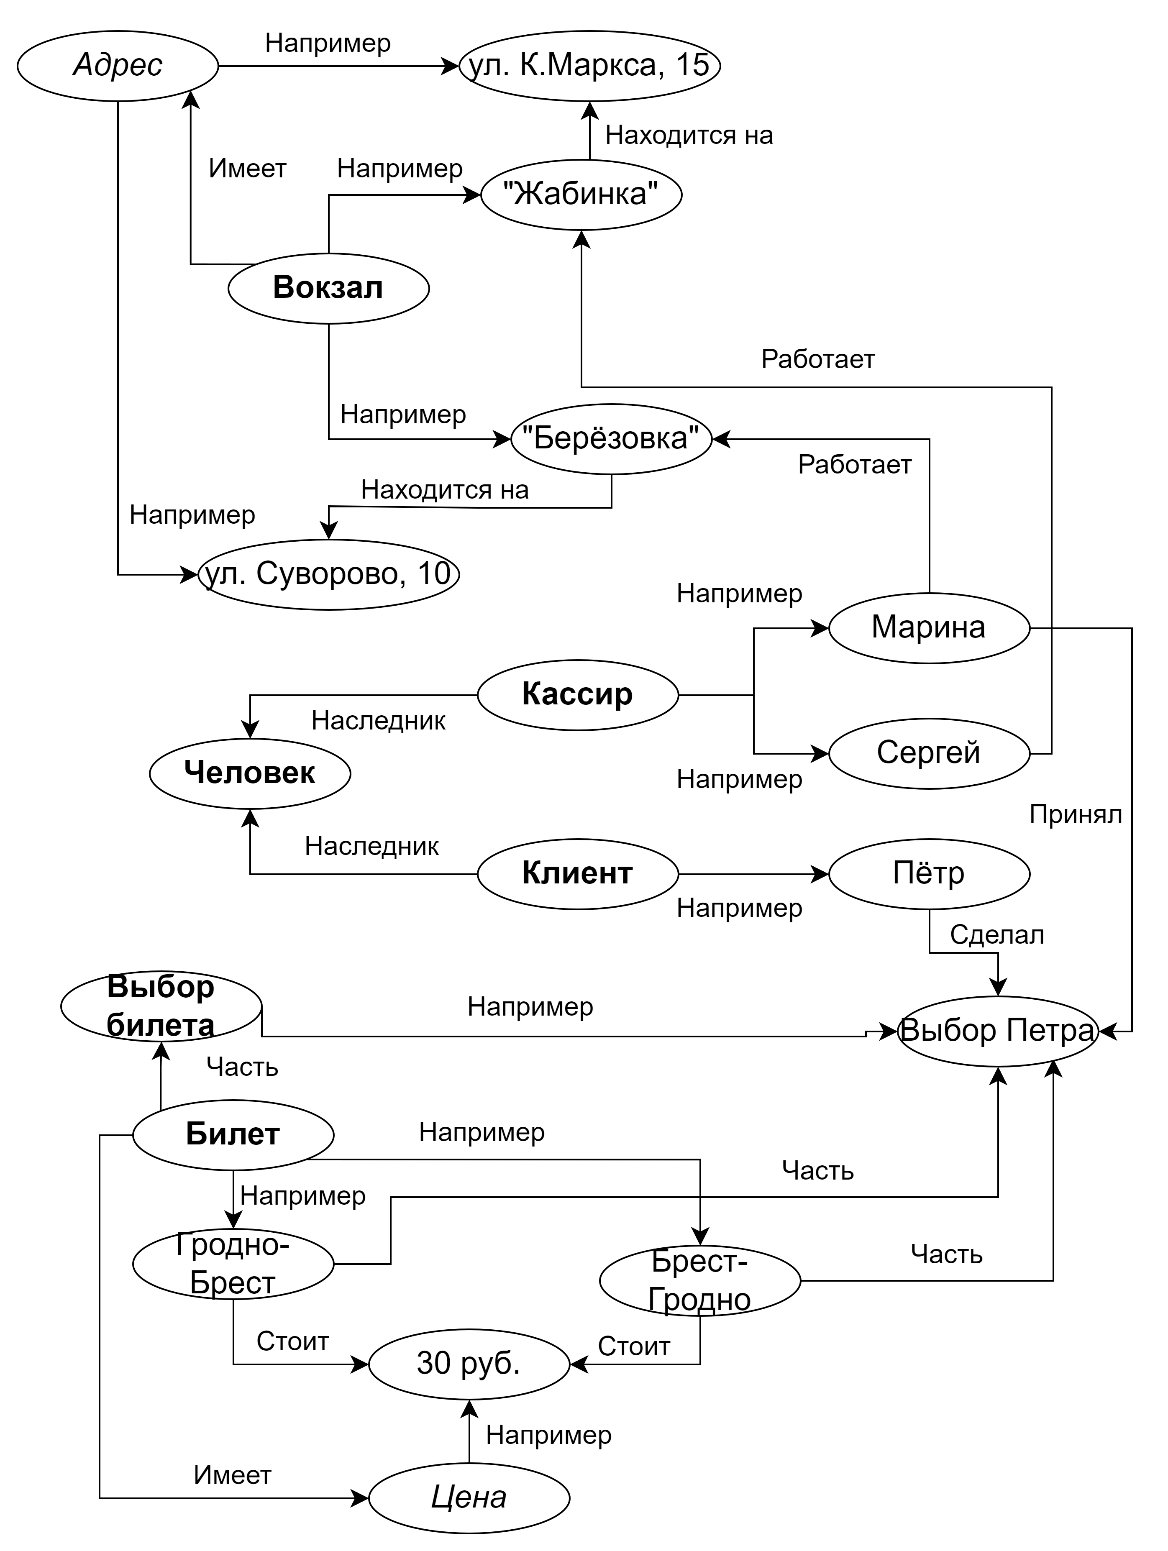 Например
Адрес
ул. К.Маркса, 15
Находится на
Имеет
Например
"Жабинка"
Вокзал
Работает
Например
"Берёзовка"
Работает
Находится на
Например
ул. Суворово, 10
Например
Марина
Кассир
Наследник
Человек
Сергей
Например
Принял
Наследник
Клиент
Пётр
Например
Сделал
Выбор
билета
Например
Выбор Петра
Часть
Билет
Например
Часть
Например
Гродно-
Брест
Брест-
Гродно
Часть
Стоит
30 руб.
Стоит
Например
Имеет
Цена